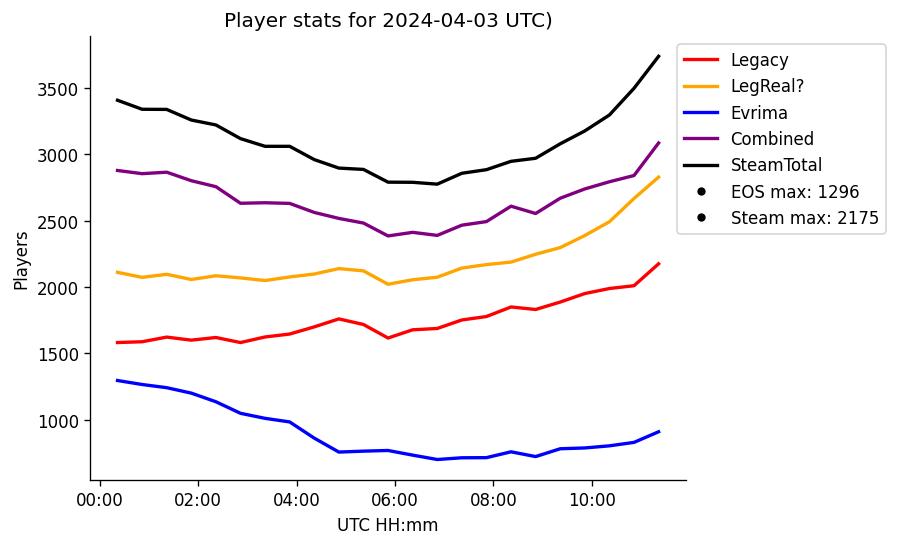 Player stats for 2024-04-03 UTC)
Legacy
LegReal?
Evrima
Combined
SteamTotal
EOS max: 1296
Steam max: 2175
3500
3000
2500
2000
1500
1000
Players
00:00 02:00 04:00 06:00 08:00 10:00
UTC HH:mm